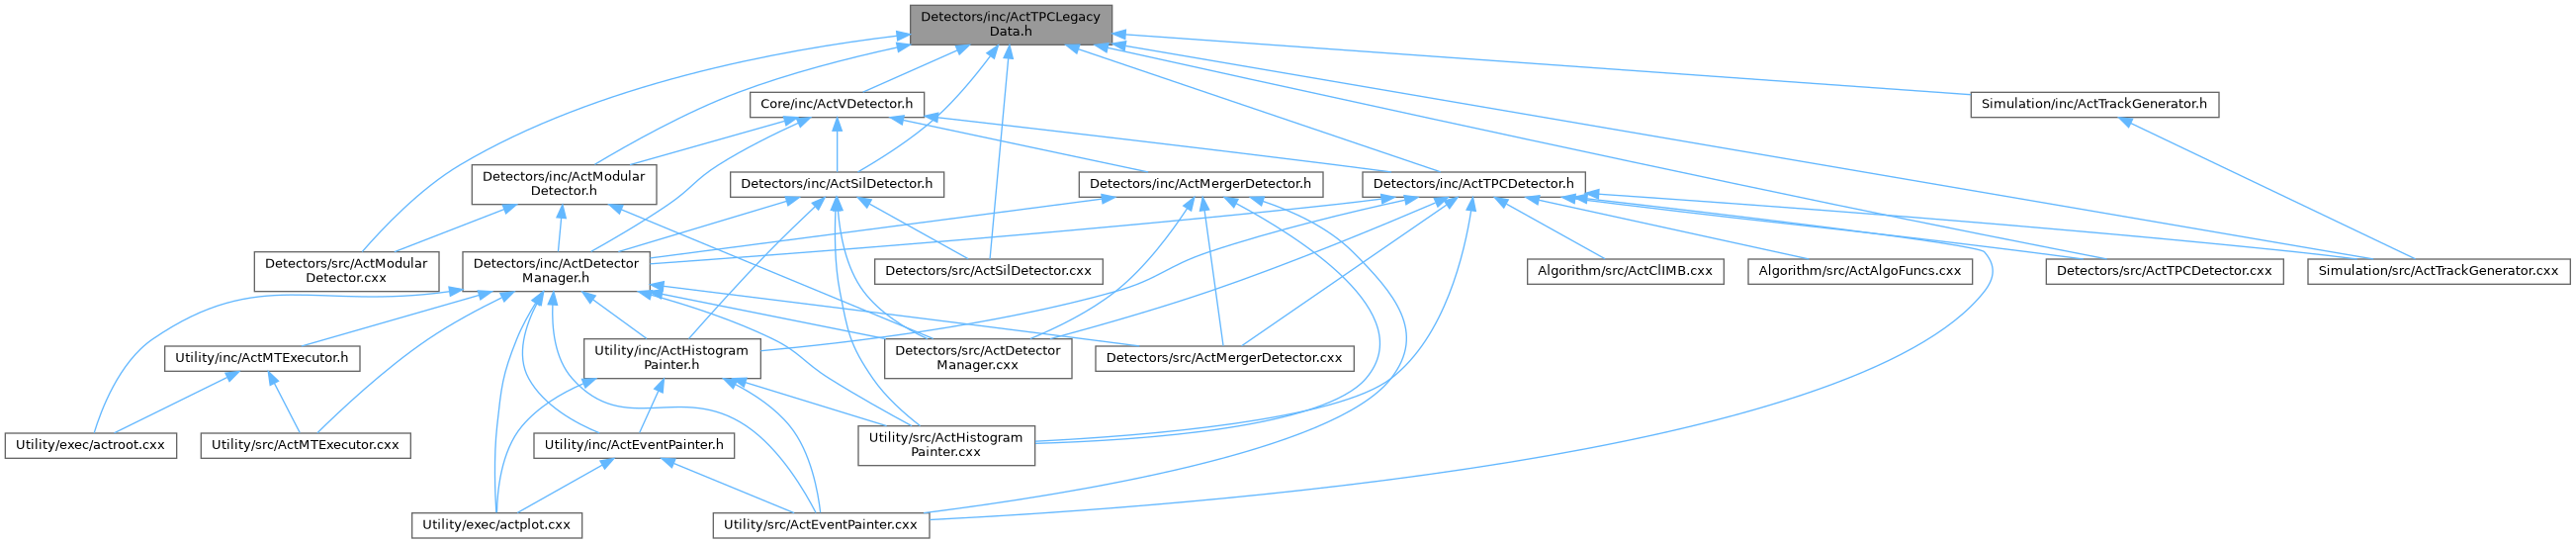 Detectors/inc/ActTPCLegacy
Data.h
Core/inc/ActVDetector.h
Simulation/inc/ActTrackGenerator.h
Detectors/inc/ActModular
Detector.h
Detectors/inc/ActSilDetector.h
Detectors/inc/ActMergerDetector.h
Detectors/inc/ActTPCDetector.h
Detectors/src/ActModular
Detector.cxx
Detectors/inc/ActDetector
Manager.h
Detectors/src/ActSilDetector.cxx
Algorithm/src/ActClIMB.cxx
Algorithm/src/ActAlgoFuncs.cxx
Detectors/src/ActTPCDetector.cxx
Simulation/src/ActTrackGenerator.cxx
Utility/inc/ActMTExecutor.h
Utility/inc/ActHistogram
Painter.h
Detectors/src/ActDetector
Manager.cxx
Detectors/src/ActMergerDetector.cxx
Utility/exec/actroot.cxx
Utility/src/ActMTExecutor.cxx
Utility/inc/ActEventPainter.h
Utility/src/ActHistogram
Painter.cxx
Utility/exec/actplot.cxx
Utility/src/ActEventPainter.cxx